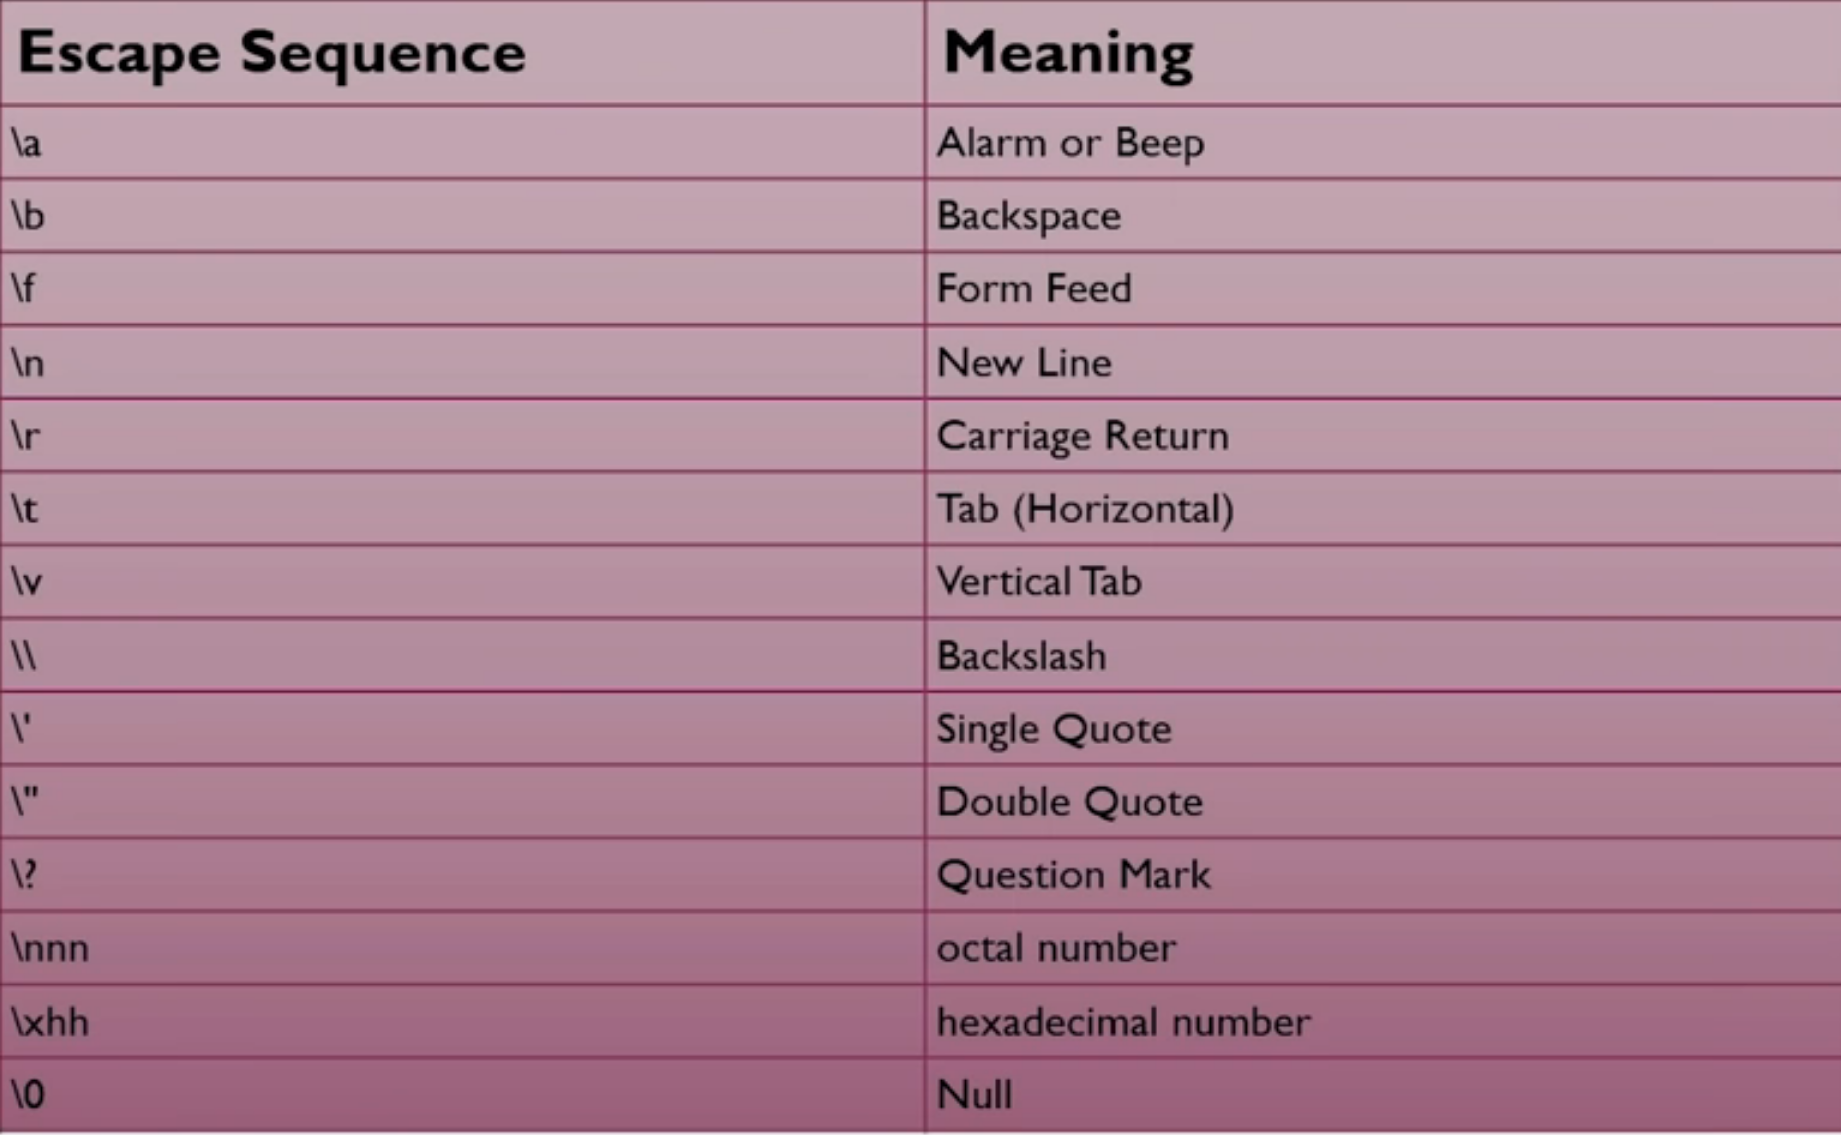 Escape Sequence Meaning
\a Alarm or Beep
\b Backspace
\f Form Feed
\n New Line
\r Carriage Return
\t Tab (Horizontal)
\v Vertical Tab
\\ Backslash
\' Single Quote
\" Double Quote
\? Question Mark
\nnn octal number
\xhh hexadecimal number
\0 Null